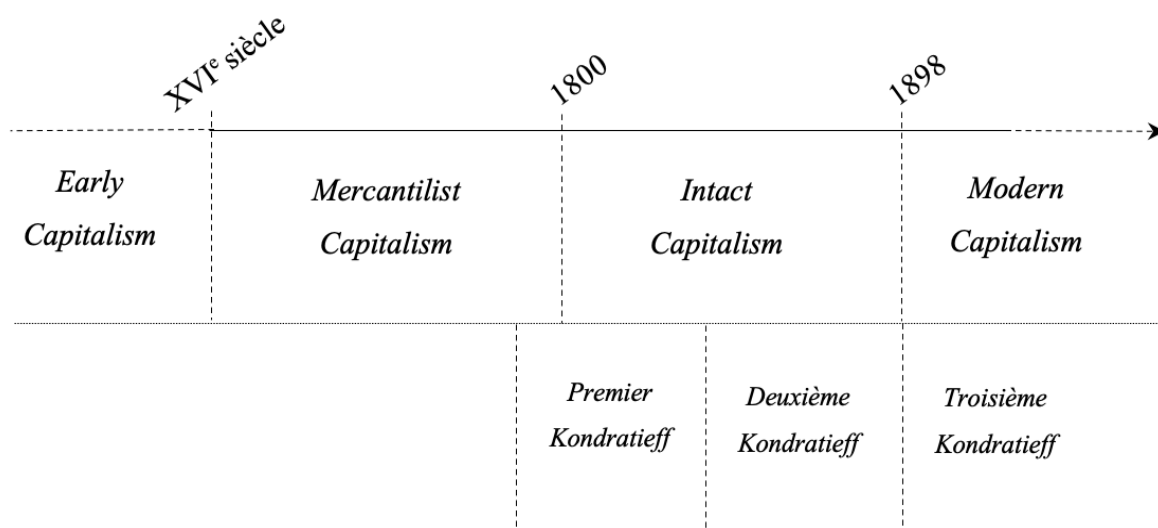 XVIe siècle
1800
1898
Early
Capitalism
Mercantilist
Capitalism
Intact
Capitalism
Modern
Capitalism
Premier
Kondratieff
Deuxième
Kondratieff
Troisième
Kondratieff